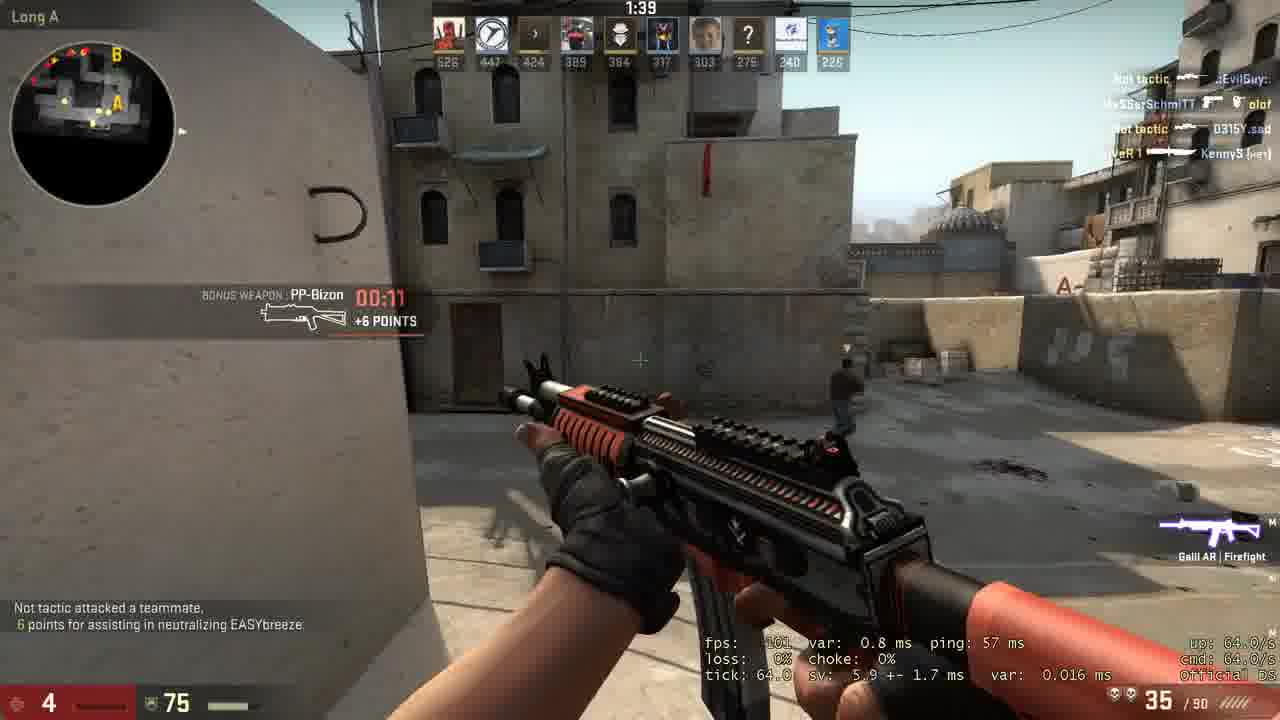 Long A
1:39
B
A
526 447 424 389 384 317 303 276 240 226
Not tactic .:EvilGuy:.
olof
Not tactic D315Y.sad
KennyS
BONUS WEAPON: PP-Bizon 00:11
+6 POINTS
A
Galil AR | Firefight
Not tactic attacked a teammate.
6 points for assisting in neutralizing EASYbreeze.
fps: 101 var: 0.8 ms ping: 57 ms up: 64.0/s
loss: 0% choke: 0% cmd: 64.0/s
tick: 64.0 sv: 5.9 +- 1.7 ms var: 0.016 ms Official DS
4 75 35 / 90